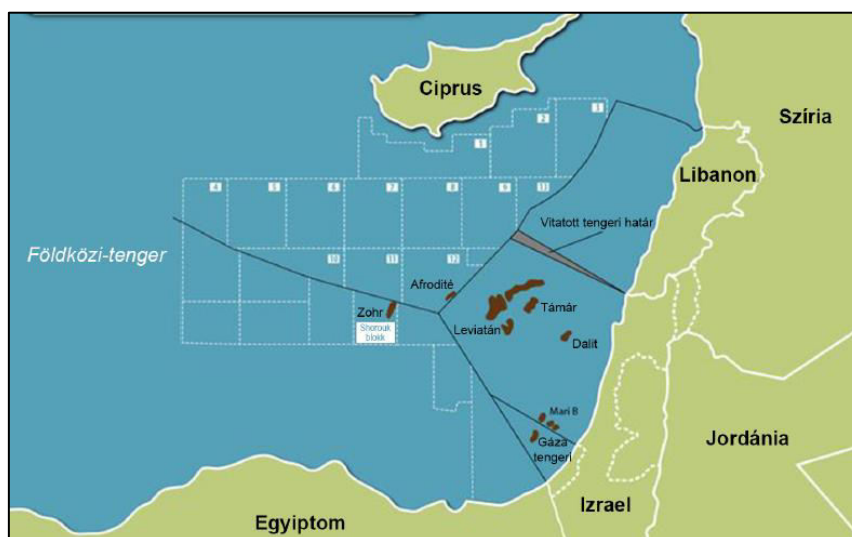 Ciprus
3
2
1
Szíria
Libanon
4
5
6
7
8
9
13
Vitatott tengeri határ
Földközi-tenger
10
11
12
Afrodité
Zohr
Shorouk
blokk
Támár
Leviatán
Dalit
Mari B
Gáza
tengeri
Jordánia
Izrael
Egyiptom